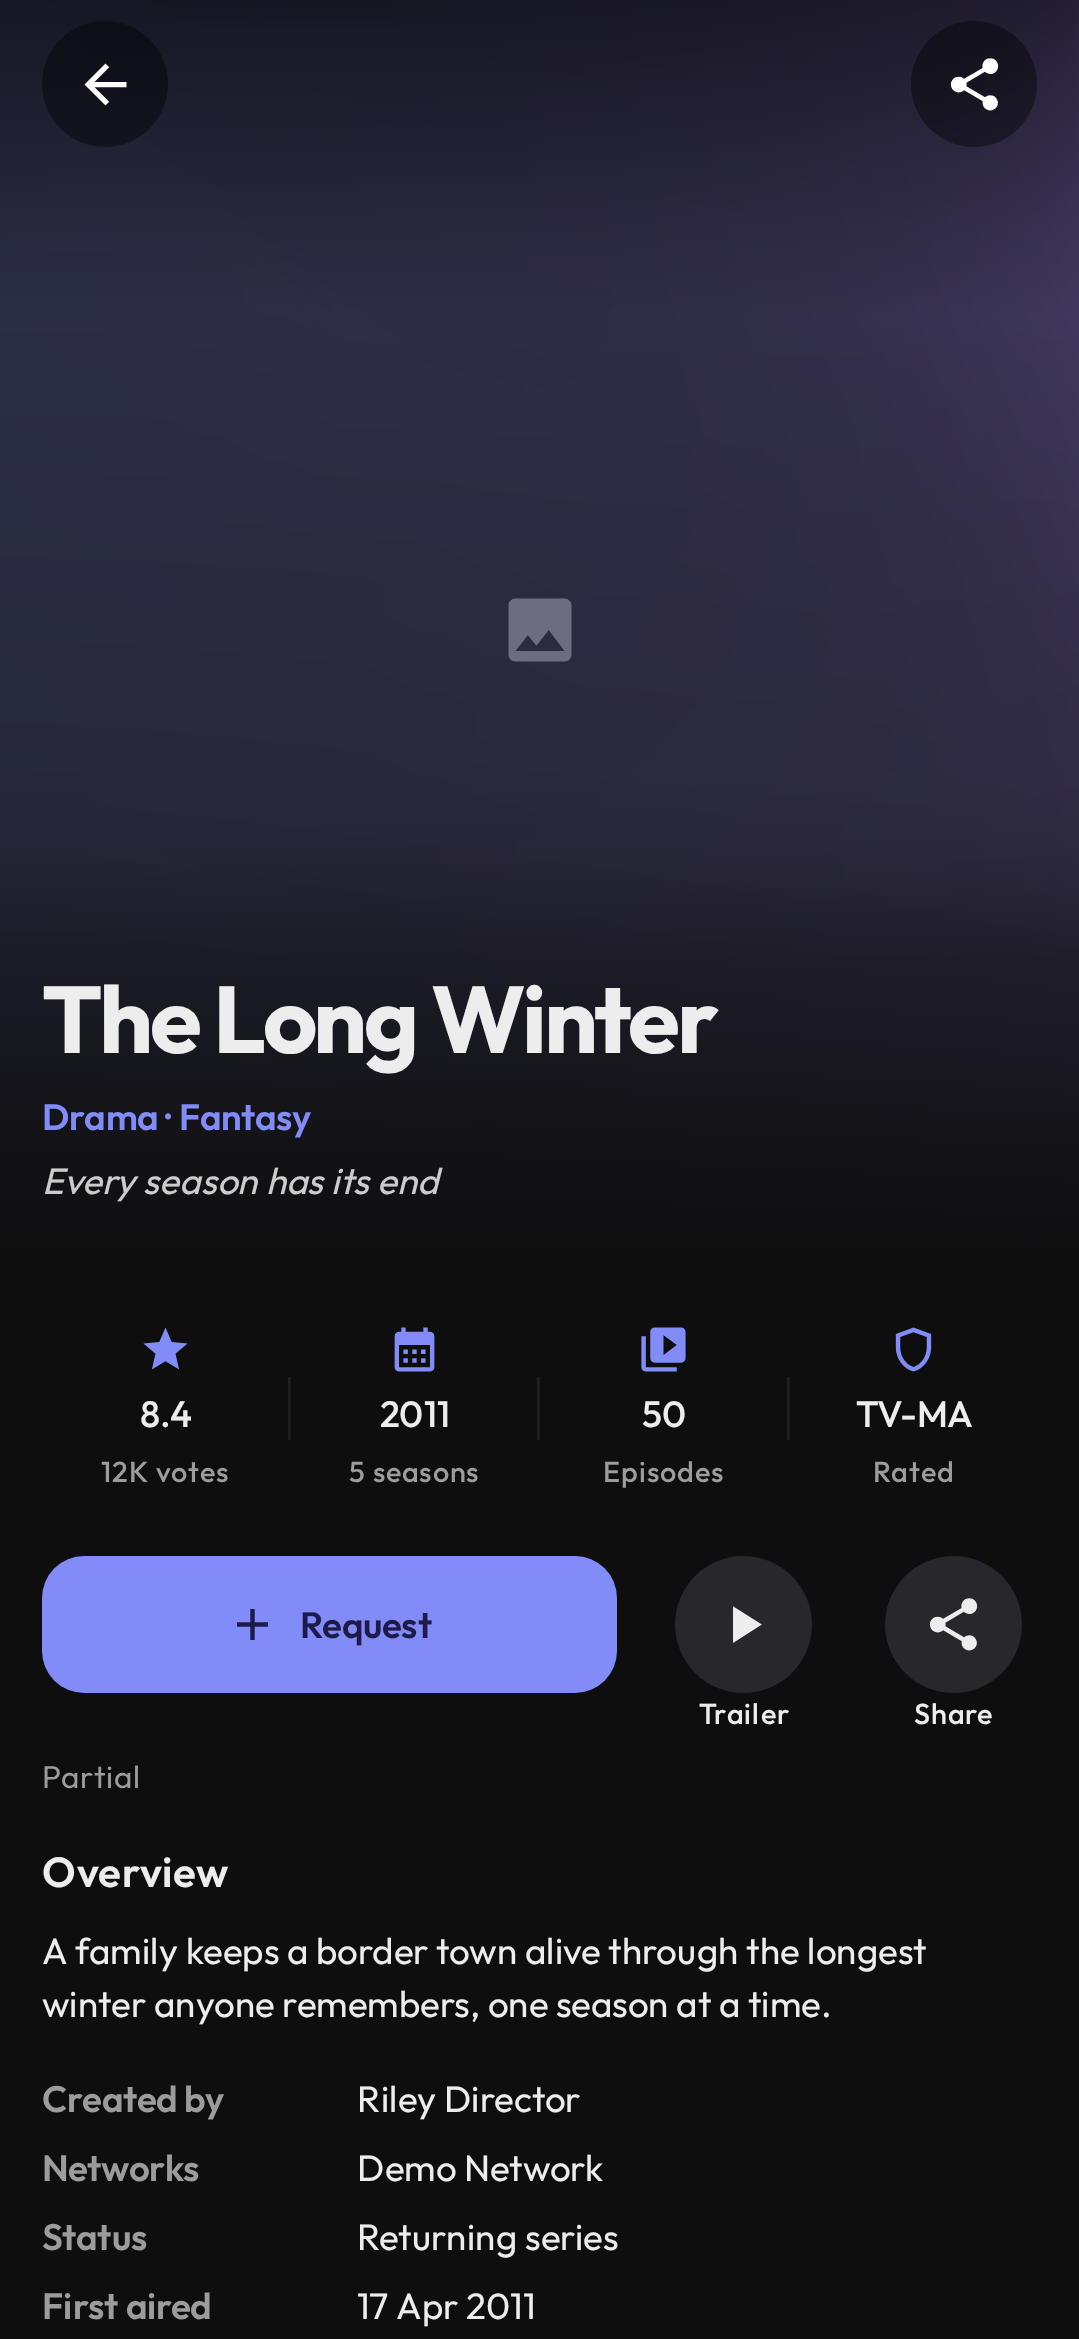 The Long Winter
Drama · Fantasy
Every season has its end
8.4
12K votes
2011
5 seasons
50
Episodes
TV-MA
Rated
Request
Trailer
Share
Partial
Overview
A family keeps a border town alive through the longest
winter anyone remembers, one season at a time.
Created by Riley Director
Networks Demo Network
Status Returning series
First aired 17 Apr 2011